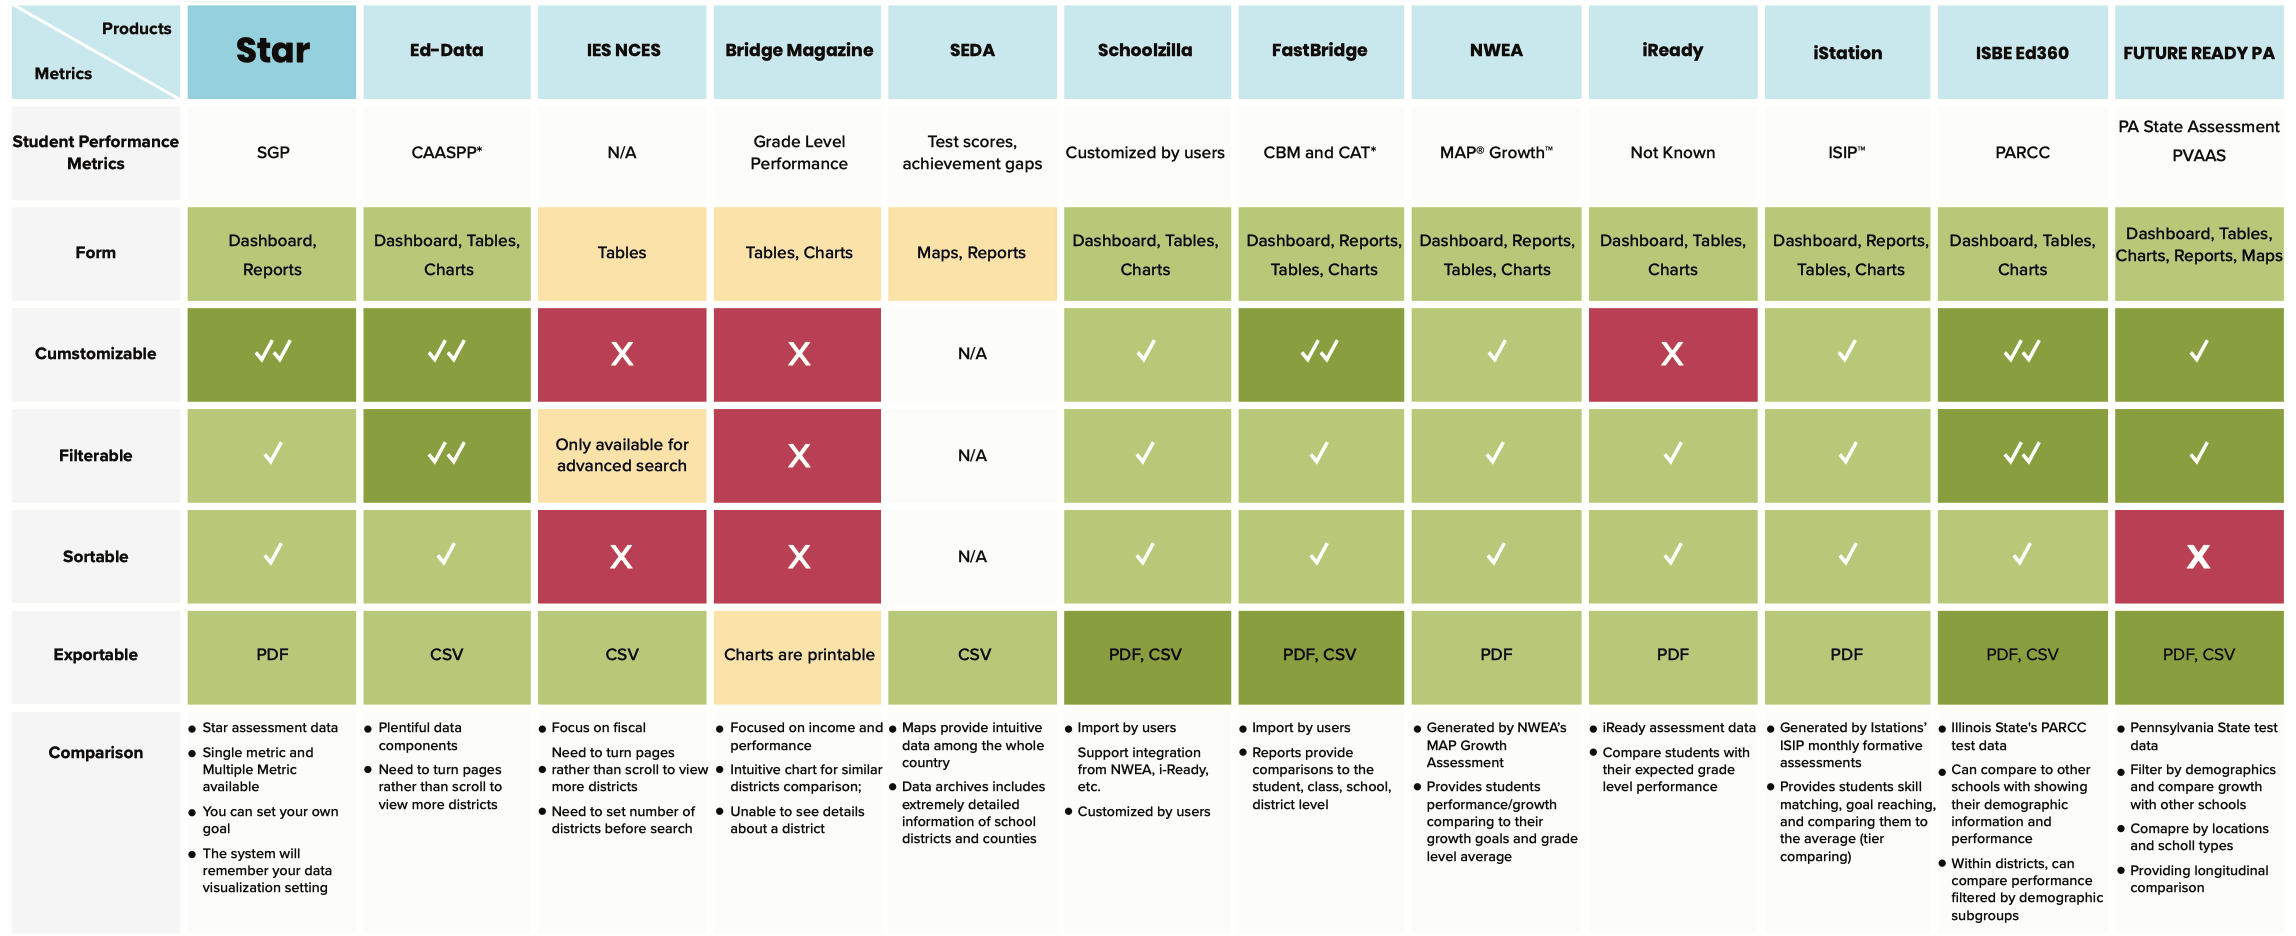 Products
Metrics
Star
Ed-Data
IES NCES
Bridge Magazine
SEDA
Schoolzilla
FastBridge
NWEA
iReady
iStation
ISBE Ed360
FUTURE READY PA
Student Performance
Metrics
SGP
CAASPP*
N/A
Grade Level
Performance
Test scores,
achievement gaps
Customized by users
CBM and CAT*
MAP® Growth™
Not Known
ISIP™
PARCC
PA State Assessment
PVAAS
Form
Dashboard,
Reports
Dashboard, Tables,
Charts
Tables
Tables, Charts
Maps, Reports
Dashboard, Tables,
Charts
Dashboard, Reports,
Tables, Charts
Dashboard, Reports,
Tables, Charts
Dashboard, Tables,
Charts
Dashboard, Reports,
Tables, Charts
Dashboard, Tables,
Charts
Dashboard, Tables,
Charts, Reports, Maps
Cumstomizable
✓✓
✓✓
X
X
N/A
✓
✓✓
✓
X
✓
✓✓
✓
Filterable
✓
✓✓
Only available for
advanced search
X
N/A
✓
✓
✓
✓
✓
✓✓
✓
Sortable
✓
✓
X
X
N/A
✓
✓
✓
✓
✓
✓
X
Exportable
PDF
CSV
CSV
Charts are printable
CSV
PDF, CSV
PDF, CSV
PDF
PDF
PDF
PDF, CSV
PDF, CSV
Comparison
• Star assessment data
• Single metric and
Multiple Metric
available
• You can set your own
goal
• The system will
remember your data
visualization setting
• Plentiful data
components
• Need to turn pages
rather than scroll to
view more districts
• Focus on fiscal
Need to turn pages
• rather than scroll to view
more districts
• Need to set number of
districts before search
• Focused on income and
performance
• Intuitive chart for similar
districts comparison;
• Unable to see details
about a district
• Maps provide intuitive
data among the whole
country
• Data archives includes
extremely detailed
information of school
districts and counties
• Import by users
Support integration
from NWEA, i-Ready,
etc.
• Customized by users
• Import by users
• Reports provide
comparisons to the
student, class, school,
district level
• Generated by NWEA's
MAP Growth
Assessment
• Provides students
performance/growth
comparing to their
growth goals and grade
level average
• iReady assessment data
• Compare students with
their expected grade
level performance
• Generated by Istations'
ISIP monthly formative
assessments
• Provides students skill
matching, goal reaching,
and comparing them to
the average (tier
comparing)
• Illinois State's PARCC
test data
• Can compare to other
schools with showing
their demographic
information and
performance
• Within districts, can
compare performance
filtered by demographic
subgroups
• Pennsylvania State test
data
• Filter by demographics
and compare growth
with other schools
• Comapre by locations
and scholl types
• Providing longitudinal
comparison